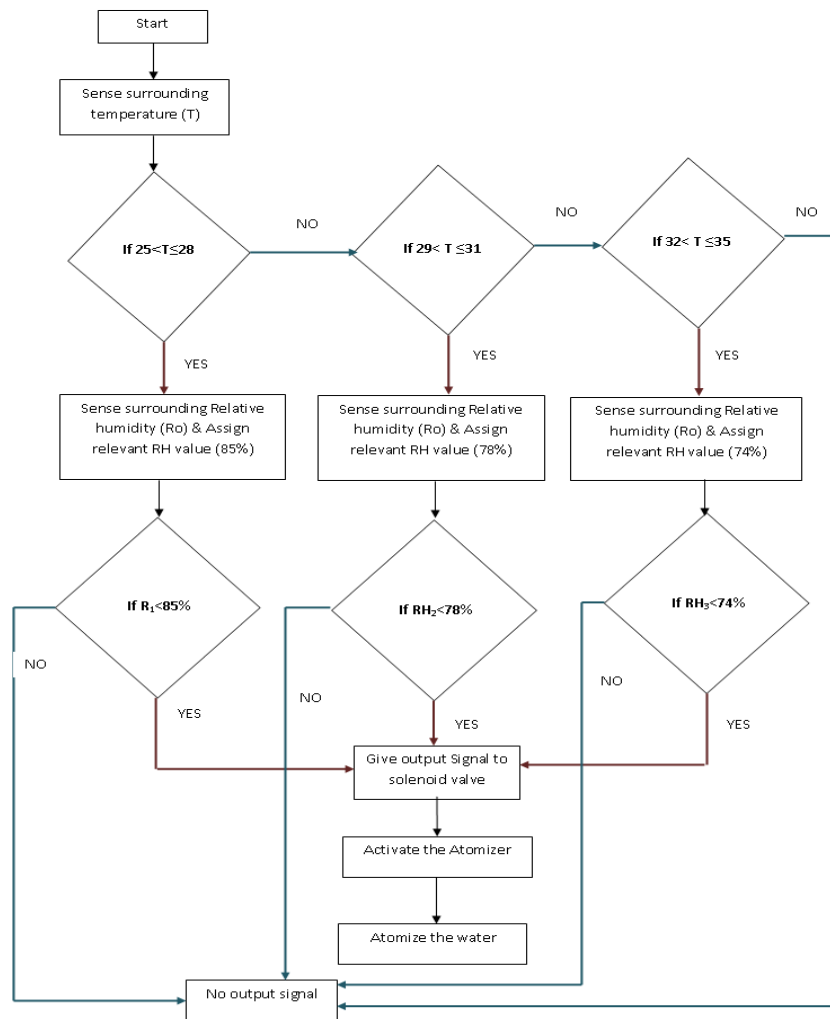 Start
Sense surrounding
temperature (T)
If 25<T≤28
NO
If 29< T ≤31
NO
If 32< T ≤35
NO
YES
YES
YES
Sense surrounding Relative
humidity (Ro) & Assign
relevant RH value (85%)
Sense surrounding Relative
humidity (Ro) & Assign
relevant RH value (78%)
Sense surrounding Relative
humidity (Ro) & Assign
relevant RH value (74%)
If R₁<85%
If RH₂<78%
If RH₃<74%
NO
NO
NO
YES
YES
YES
Give output Signal to
solenoid valve
Activate the Atomizer
Atomize the water
No output signal